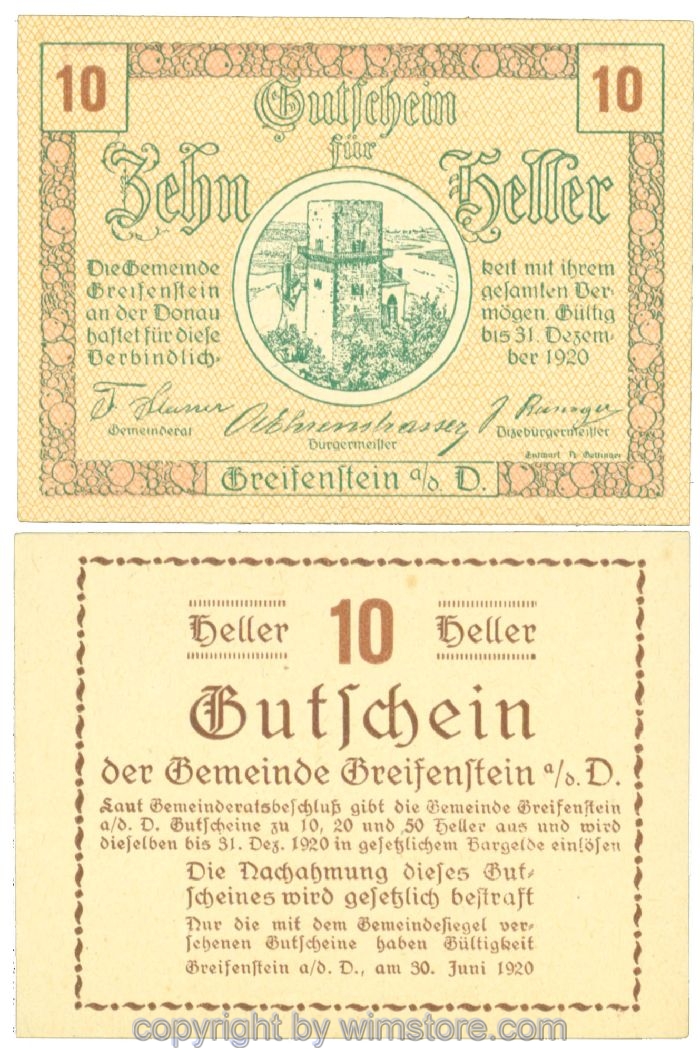 10
10
Gutschein
für
Zehn Heller
Die Gemeinde
Greifenstein
an der Donau
haftet für diese
Verbindlich-
keit mit ihrem
gesamten Ver-
mögen. Gültig
bis 31. Dezem-
ber 1920
Gemeinderat
Ehrenstrasser
Bürgermeister
Vizebürgermeister
Entwurf
Greifenstein a/d. D.
Heller 10 Heller
Gutschein
der Gemeinde Greifenstein a/d. D.
Laut Gemeinderatsbeschluß gibt die Gemeinde Greifenstein
a/d. D. Gutscheine zu 10, 20 und 50 Heller aus und wird
dieselben bis 31. Dez. 1920 in gesetzlichem Bargelde einlösen
Die Nachahmung dieses Gut-
scheines wird gesetzlich bestraft
Nur die mit dem Gemeindesiegel ver-
sehenen Gutscheine haben Gültigkeit
Greifenstein a/d. D., am 30. Juni 1920
copyright by wimstore.com